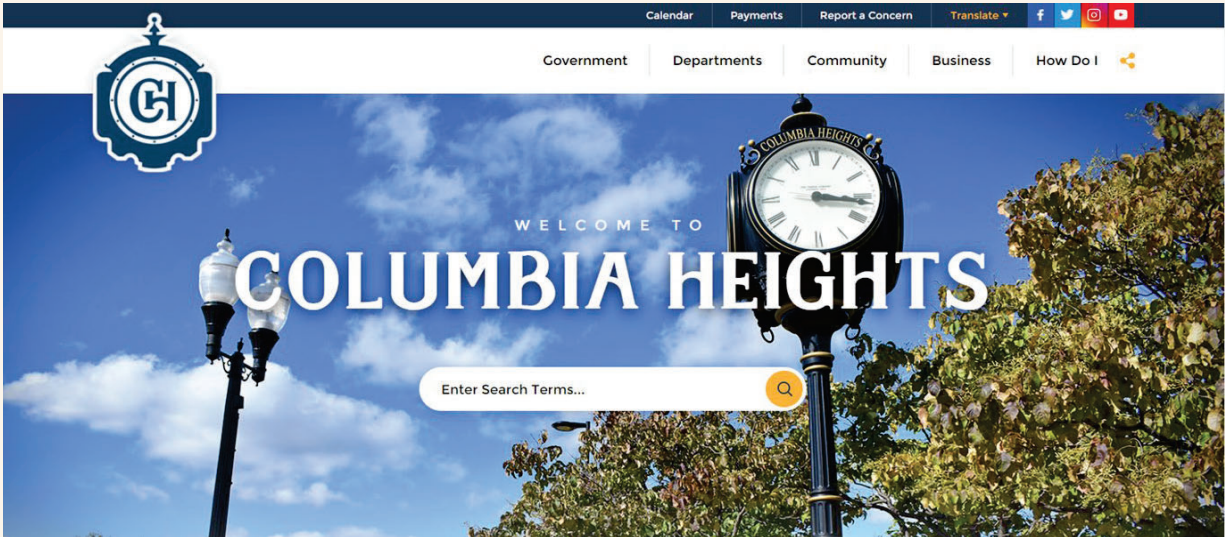 Calendar Payments Report a Concern Translate
Government Departments Community Business How Do I
CH
COLUMBIA HEIGHTS
WELCOME TO
COLUMBIA HEIGHTS
Enter Search Terms...